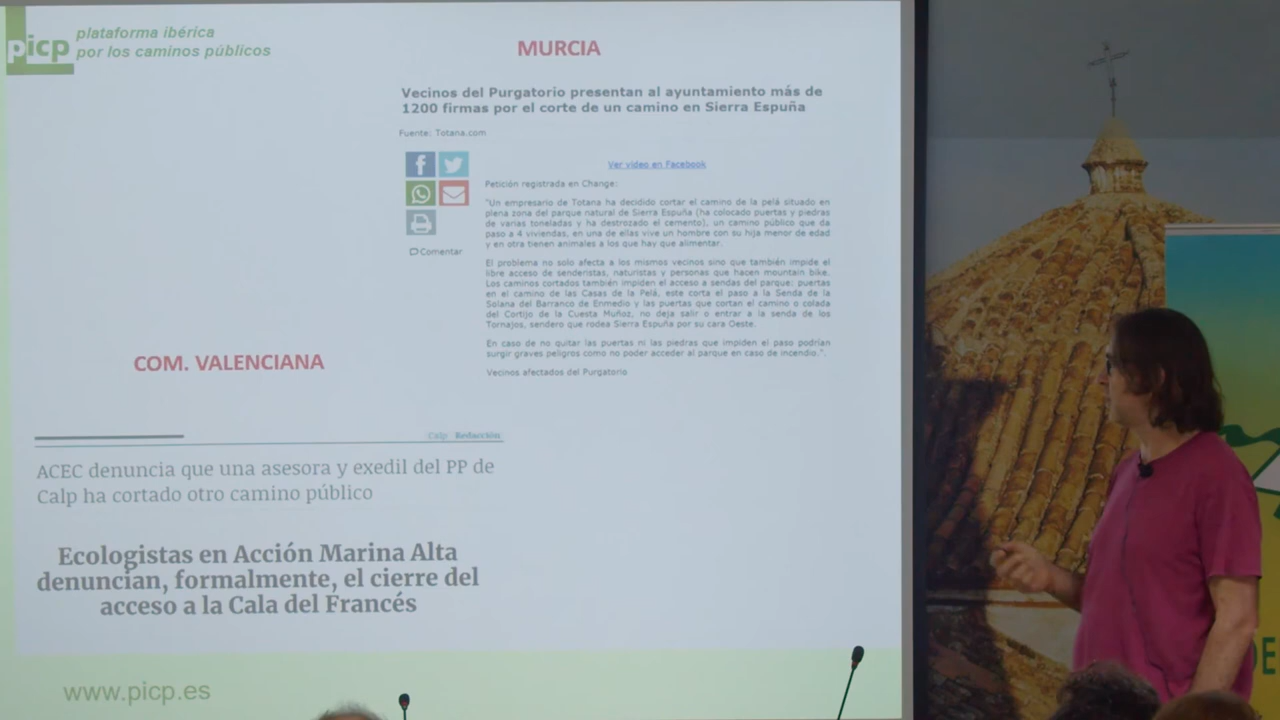 picp
plataforma ibérica
por los caminos públicos
MURCIA
Vecinos del Purgatorio presentan al ayuntamiento más de
1200 firmas por el corte de un camino en Sierra Espuña
Fuente: Totana.com
Ver vídeo en Facebook
Petición registrada en Change:
"Un empresario de Totana ha decidido cortar el camino de la pelá situado en
plena zona del parque natural de Sierra Espuña (ha colocado puertas y piedras
de varias toneladas y ha destrozado el cemento), un camino público que da
paso a 4 viviendas, en una de ellas vive un hombre con su hija menor de edad
y en otra tienen animales a los que hay que alimentar.
Comentar
El problema no solo afecta a los mismos vecinos sino que también impide el
libre acceso de senderistas, naturistas y personas que hacen mountain bike.
Los caminos cortados también impiden el acceso a sendas del parque: puertas
en el camino de las Casas de la Pelá, este corta el paso a la Senda de la
Solana del Barranco de Enmedio y las puertas que cortan el camino o colada
del Cortijo de la Cuesta Muñoz, no deja salir o entrar a la senda de los
Tornajos, sendero que rodea Sierra Espuña por su cara Oeste.
En caso de no quitar las puertas ni las piedras que impiden el paso podrían
surgir graves peligros como no poder acceder al parque en caso de incendio.".
Vecinos afectados del Purgatorio
COM. VALENCIANA
Calp Redacción
ACEC denuncia que una asesora y exedil del PP de
Calp ha cortado otro camino público
Ecologistas en Acción Marina Alta
denuncian, formalmente, el cierre del
acceso a la Cala del Francés
www.picp.es
DE